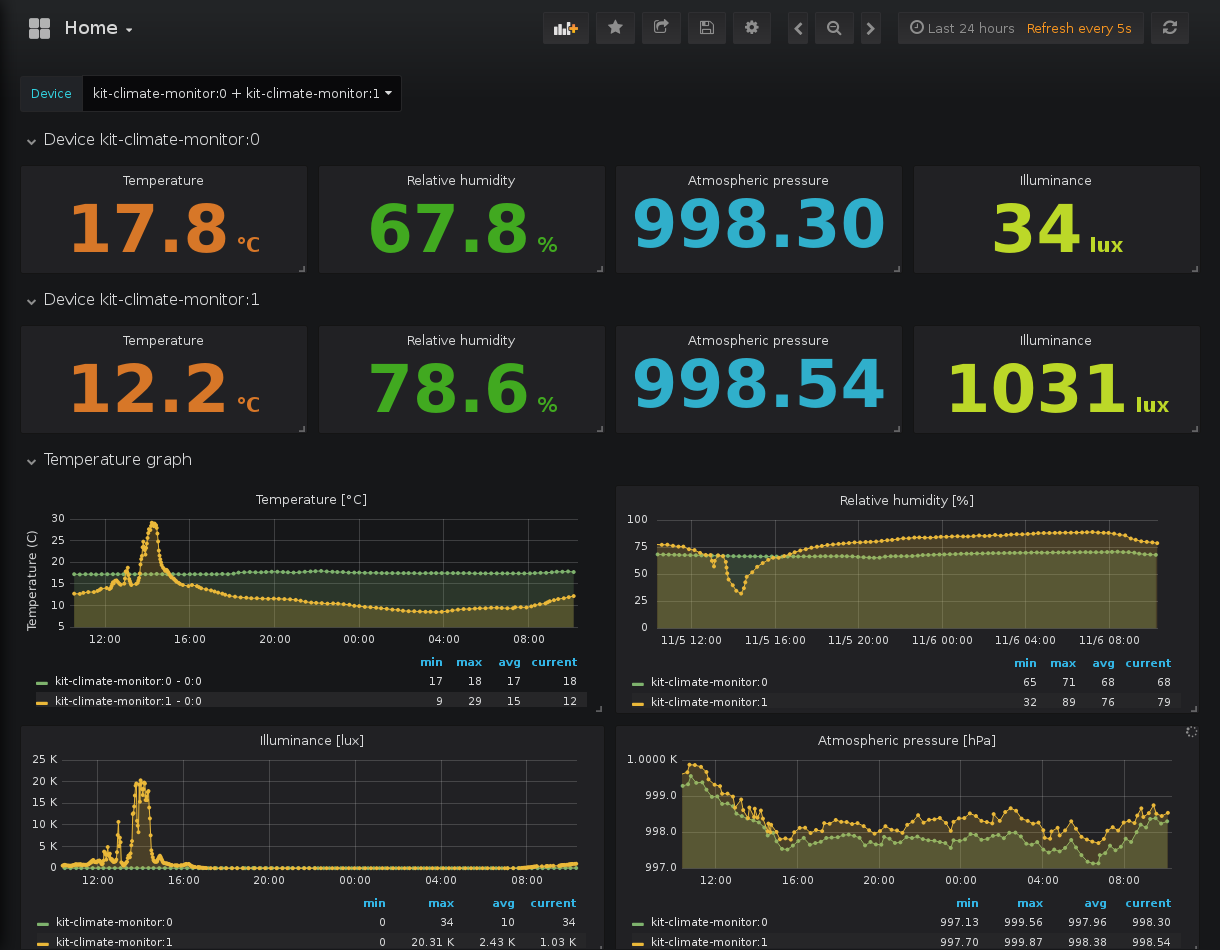 Home
Last 24 hours Refresh every 5s
Device kit-climate-monitor:0 + kit-climate-monitor:1
Device kit-climate-monitor:0
Temperature
17.8 °C
Relative humidity
67.8 %
Atmospheric pressure
998.30
Illuminance
34 lux
Device kit-climate-monitor:1
Temperature
12.2 °C
Relative humidity
78.6 %
Atmospheric pressure
998.54
Illuminance
1031 lux
Temperature graph
Temperature [°C]
Temperature (C)
30
25
20
15
10
5
12:00 16:00 20:00 00:00 04:00 08:00
min max avg current
kit-climate-monitor:0 - 0:0 17 18 17 18
kit-climate-monitor:1 - 0:0 9 29 15 12
Relative humidity [%]
100
75
50
25
0
11/5 12:00 11/5 16:00 11/5 20:00 11/6 00:00 11/6 04:00 11/6 08:00
min max avg current
kit-climate-monitor:0 65 71 68 68
kit-climate-monitor:1 32 89 76 79
Illuminance [lux]
25 K
20 K
15 K
10 K
5 K
0
12:00 16:00 20:00 00:00 04:00 08:00
min max avg current
kit-climate-monitor:0 0 34 10 34
kit-climate-monitor:1 0 20.31 K 2.43 K 1.03 K
Atmospheric pressure [hPa]
1.0000 K
999.0
998.0
997.0
12:00 16:00 20:00 00:00 04:00 08:00
min max avg current
kit-climate-monitor:0 997.13 999.56 997.96 998.30
kit-climate-monitor:1 997.70 999.87 998.38 998.54